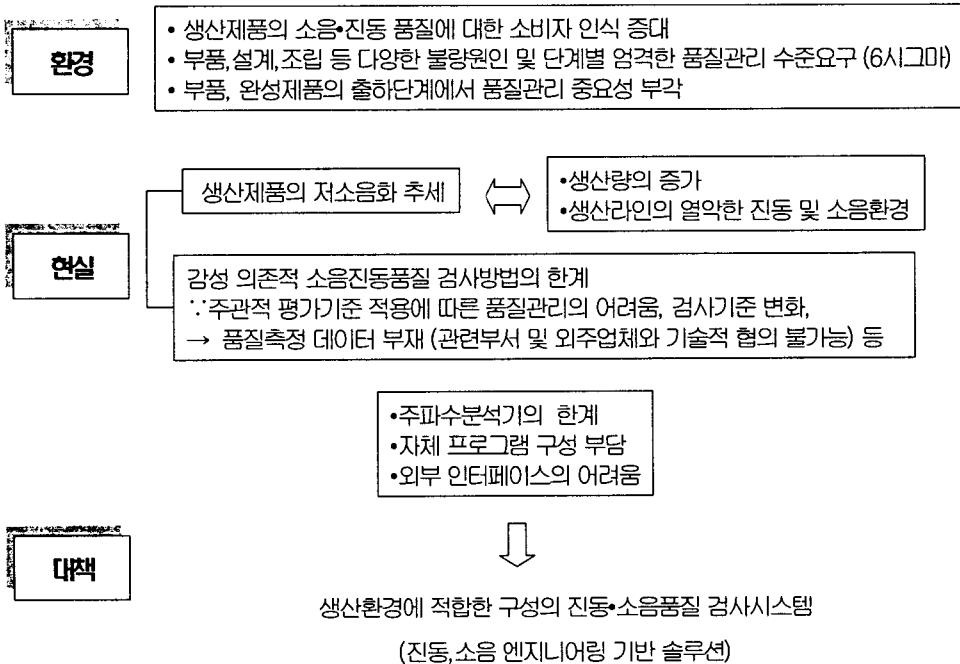 환경
• 생산제품의 소음•진동 품질에 대한 소비자 인식 증대
• 부품,설계,조립 등 다양한 불량원인 및 단계별 엄격한 품질관리 수준요구 (6시그마)
• 부품, 완성제품의 출하단계에서 품질관리 중요성 부각
현실
생산제품의 저소음화 추세
•생산량의 증가
•생산라인의 열악한 진동 및 소음환경
감성 의존적 소음진동품질 검사방법의 한계
∵주관적 평가기준 적용에 따른 품질관리의 어려움, 검사기준 변화,
→ 품질측정 데이터 부재 (관련부서 및 외주업체와 기술적 협의 불가능) 등
•주파수분석기의 한계
•자체 프로그램 구성 부담
•외부 인터페이스의 어려움
대책
생산환경에 적합한 구성의 진동•소음품질 검사시스템
(진동,소음 엔지니어링 기반 솔루션)